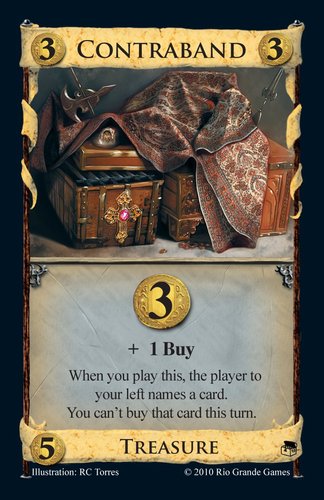 3 CONTRABAND 3
3
+ 1 Buy
When you play this, the player to
your left names a card.
You can't buy that card this turn.
5 TREASURE
Illustration: RC Torres © 2010 Rio Grande Games